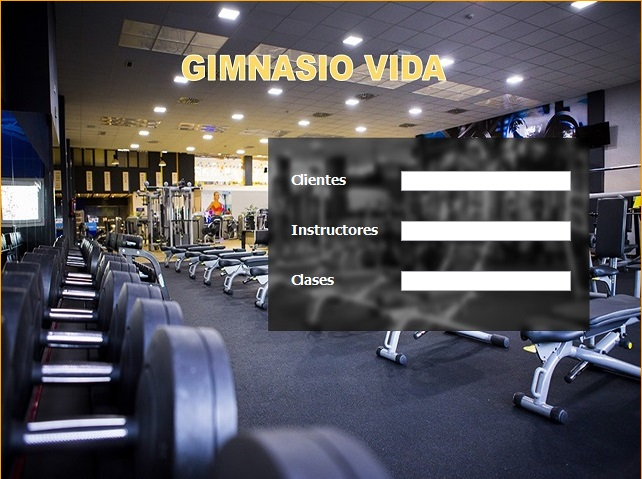 GIMNASIO VIDA
Clientes
Instructores
Clases